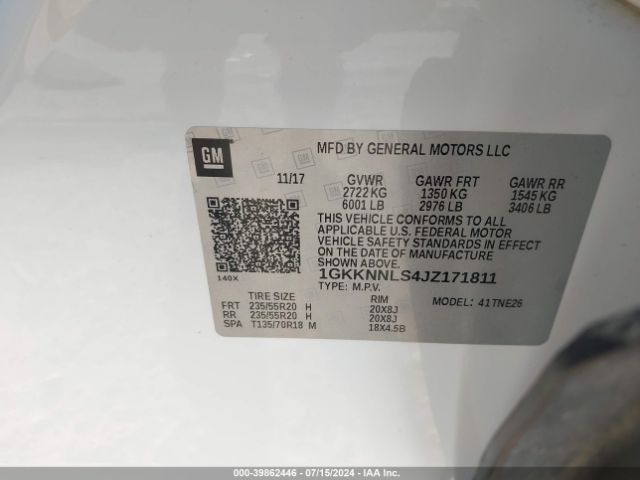 GM
MFD BY GENERAL MOTORS LLC
11/17 GVWR GAWR FRT GAWR RR
2722 KG 1350 KG 1545 KG
6001 LB 2976 LB 3406 LB
THIS VEHICLE CONFORMS TO ALL
APPLICABLE U.S. FEDERAL MOTOR
VEHICLE SAFETY STANDARDS IN EFFECT
ON THE DATE OF MANUFACTURE
SHOWN ABOVE.
140X
1GKKNNLS4JZ171811
TYPE: M.P.V.
MODEL: 41TNE26
TIRE SIZE RIM
FRT 235/55R20 H 20X8J
RR 235/55R20 H 20X8J
SPA T135/70R18 M 18X4.5B
000-39862446 - 07/15/2024 - IAAI.COM